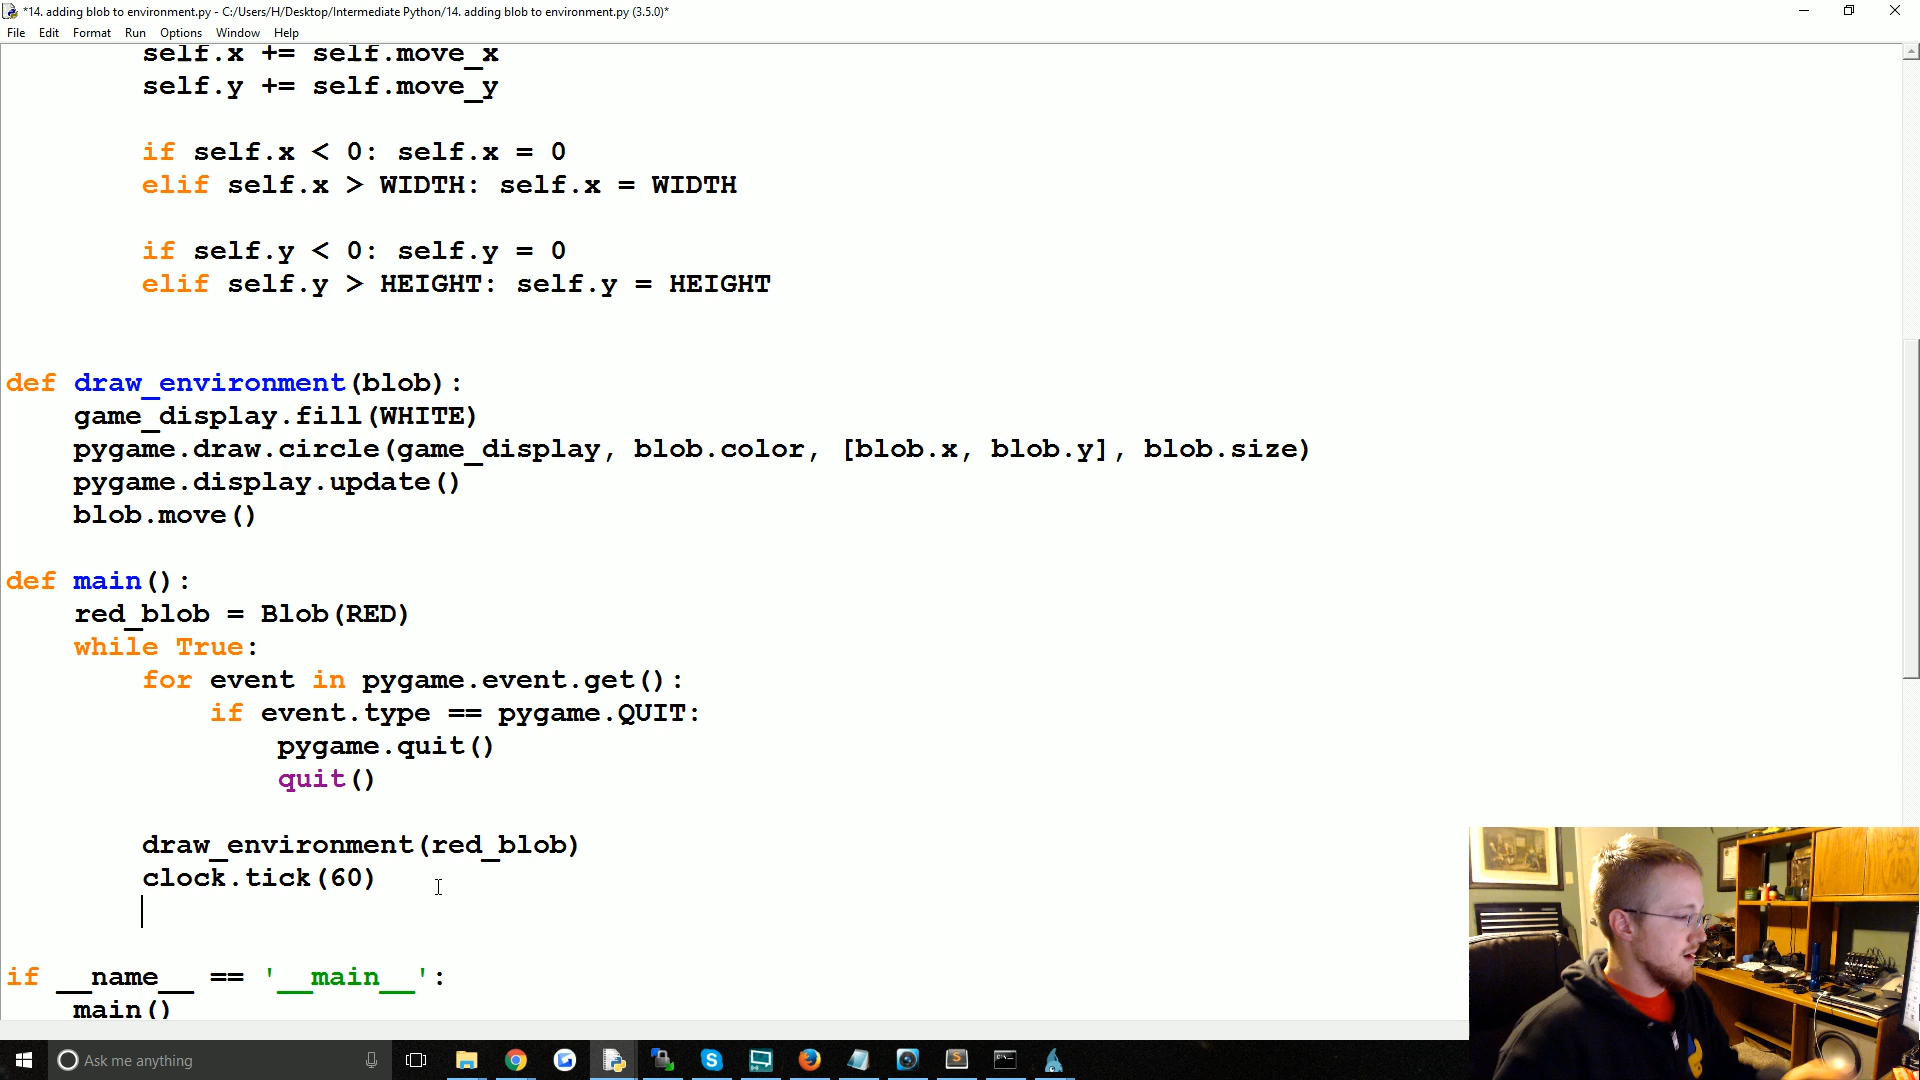 *14. adding blob to environment.py - C:/Users/H/Desktop/Intermediate Python/14. adding blob to environment.py (3.5.0)*
File Edit Format Run Options Window Help
self.x += self.move_x
self.y += self.move_y
if self.x < 0: self.x = 0
elif self.x > WIDTH: self.x = WIDTH
if self.y < 0: self.y = 0
elif self.y > HEIGHT: self.y = HEIGHT
def draw_environment(blob):
game_display.fill(WHITE)
pygame.draw.circle(game_display, blob.color, [blob.x, blob.y], blob.size)
pygame.display.update()
blob.move()
def main():
red_blob = Blob(RED)
while True:
for event in pygame.event.get():
if event.type == pygame.QUIT:
pygame.quit()
quit()
draw_environment(red_blob)
clock.tick(60)
if __name__ == '__main__':
main()
Ask me anything